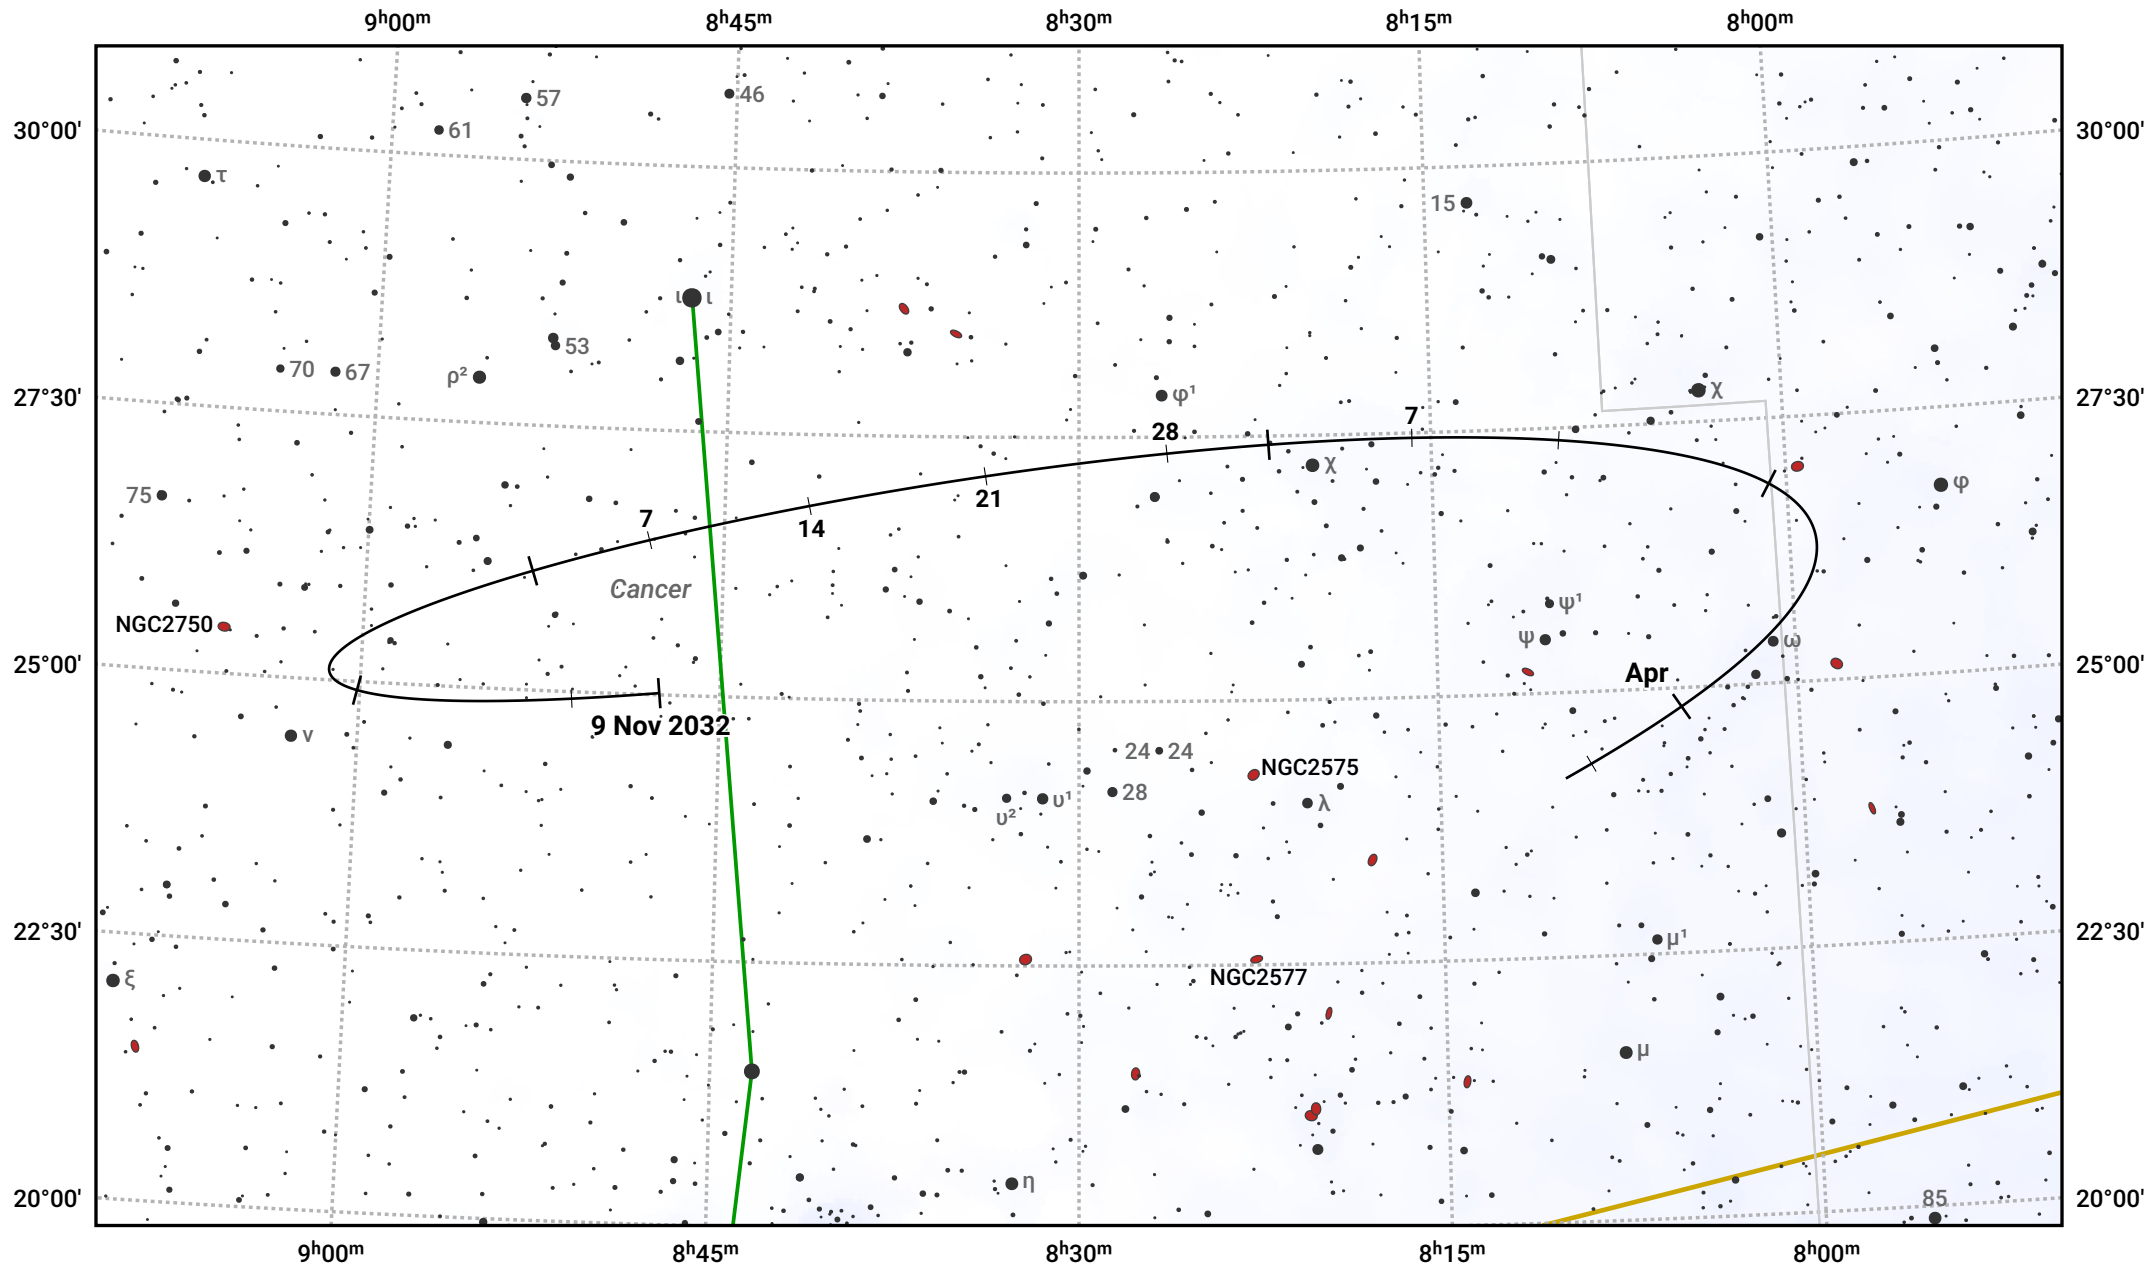 9ʰ00ᵐ 8ʰ45ᵐ 8ʰ30ᵐ 8ʰ15ᵐ 8ʰ00ᵐ
57 46
61
30°00' 30°00'
τ
15
ι ι
53
70 67 ρ² χ
27°30' φ¹ 27°30'
7
28
χ
75 21 φ
7 14
Cancer
ψ¹
NGC2750 ψ ω
25°00' Apr 25°00'
9 Nov 2032
ν
24 24
NGC2575
28
υ² υ¹ λ
22°30' μ¹ 22°30'
ξ NGC2577
μ
η
20°00' 85 20°00'
9ʰ00ᵐ 8ʰ45ᵐ 8ʰ30ᵐ 8ʰ15ᵐ 8ʰ00ᵐ